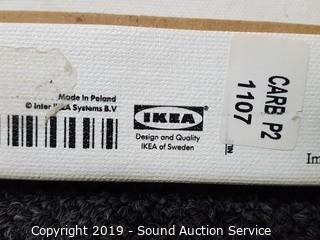 Made in Poland
© Inter IKEA Systems B.V
IKEA
Design and Quality
IKEA of Sweden
CARB P2
1107
Im
Copyright 2019 - Sound Auction Service